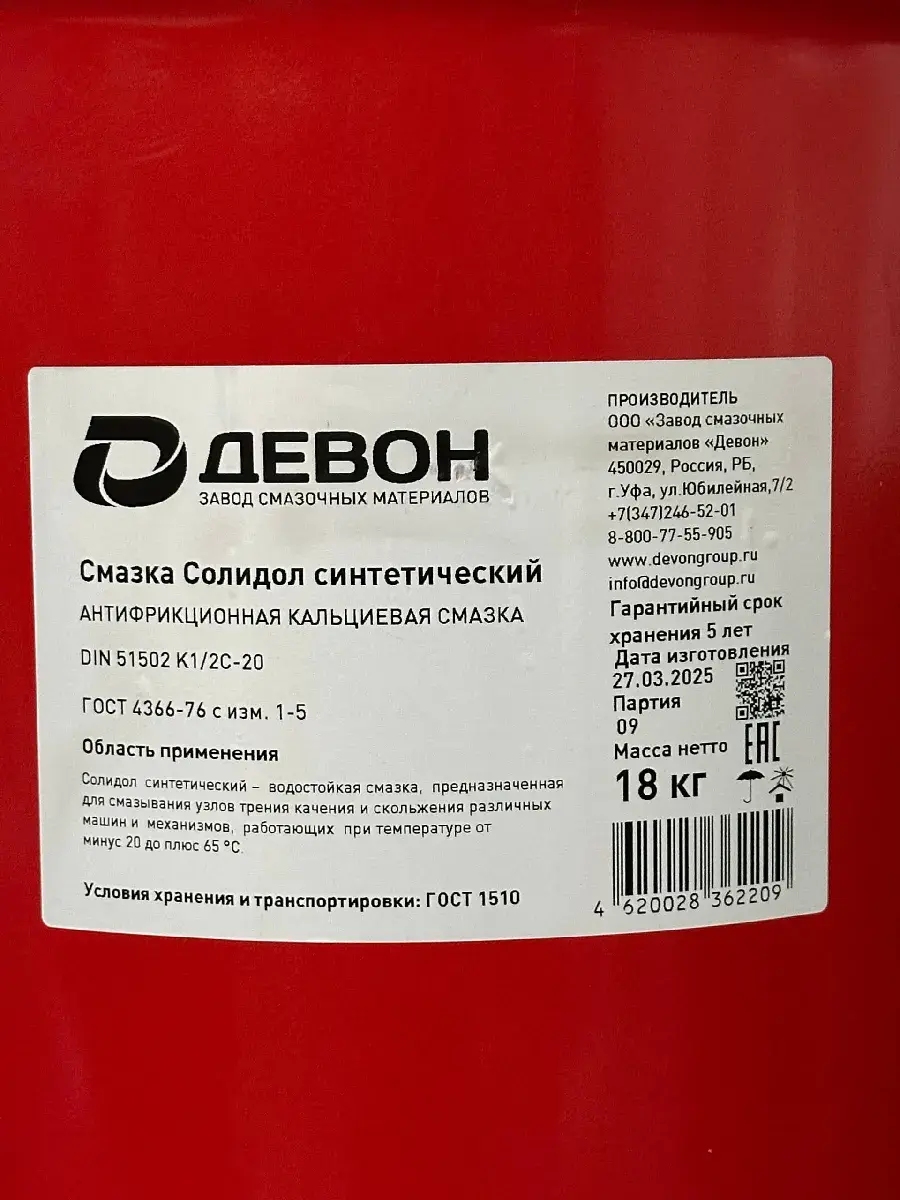 ДЕВОН
ЗАВОД СМАЗОЧНЫХ МАТЕРИАЛОВ
Смазка Солидол синтетический
АНТИФРИКЦИОННАЯ КАЛЬЦИЕВАЯ СМАЗКА
DIN 51502 K1/2C-20
ГОСТ 4366-76 с изм. 1-5
Область применения
Солидол синтетический – водостойкая смазка, предназначенная
для смазывания узлов трения качения и скольжения различных
машин и механизмов, работающих при температуре от
минус 20 до плюс 65 °С.
Условия хранения и транспортировки: ГОСТ 1510
ПРОИЗВОДИТЕЛЬ
ООО «Завод смазочных
материалов «Девон»
450029, Россия, РБ,
г.Уфа, ул.Юбилейная,7/2
+7(347)246-52-01
8-800-77-55-905
www.devongroup.ru
info@devongroup.ru
Гарантийный срок
хранения 5 лет
Дата изготовления
27.03.2025
Партия
09
Масса нетто
18 кг
EAC
4 620028 362209